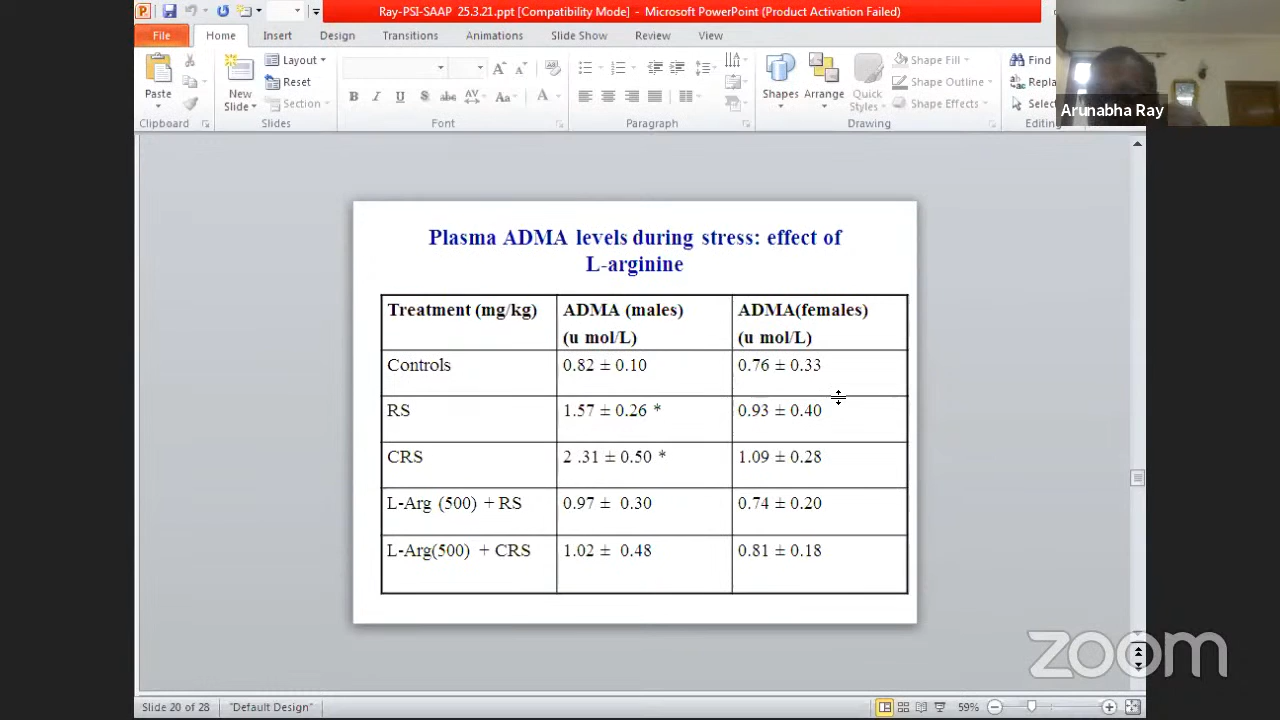 Ray-PSI-SAAP 25.3.21.ppt [Compatibility Mode] - Microsoft PowerPoint (Product Activation Failed)
File Home Insert Design Transitions Animations Slide Show Review View
Paste
Clipboard
New
Slide
Layout
Reset
Section
Slides
B I U S abc AV Aa A
Font
Paragraph
Shapes
Arrange
Quick
Styles
Shape Fill
Shape Outline
Shape Effects
Drawing
Find
Repla
Selec
Editing
Arunabha Ray
Plasma ADMA levels during stress: effect of
L-arginine
Treatment (mg/kg) ADMA (males) ADMA(females)
(u mol/L) (u mol/L)
Controls 0.82 ± 0.10 0.76 ± 0.33
RS 1.57 ± 0.26 * 0.93 ± 0.40
CRS 2 .31 ± 0.50 * 1.09 ± 0.28
L-Arg (500) + RS 0.97 ± 0.30 0.74 ± 0.20
L-Arg(500) + CRS 1.02 ± 0.48 0.81 ± 0.18
zoom
Slide 20 of 28 "Default Design" 59%